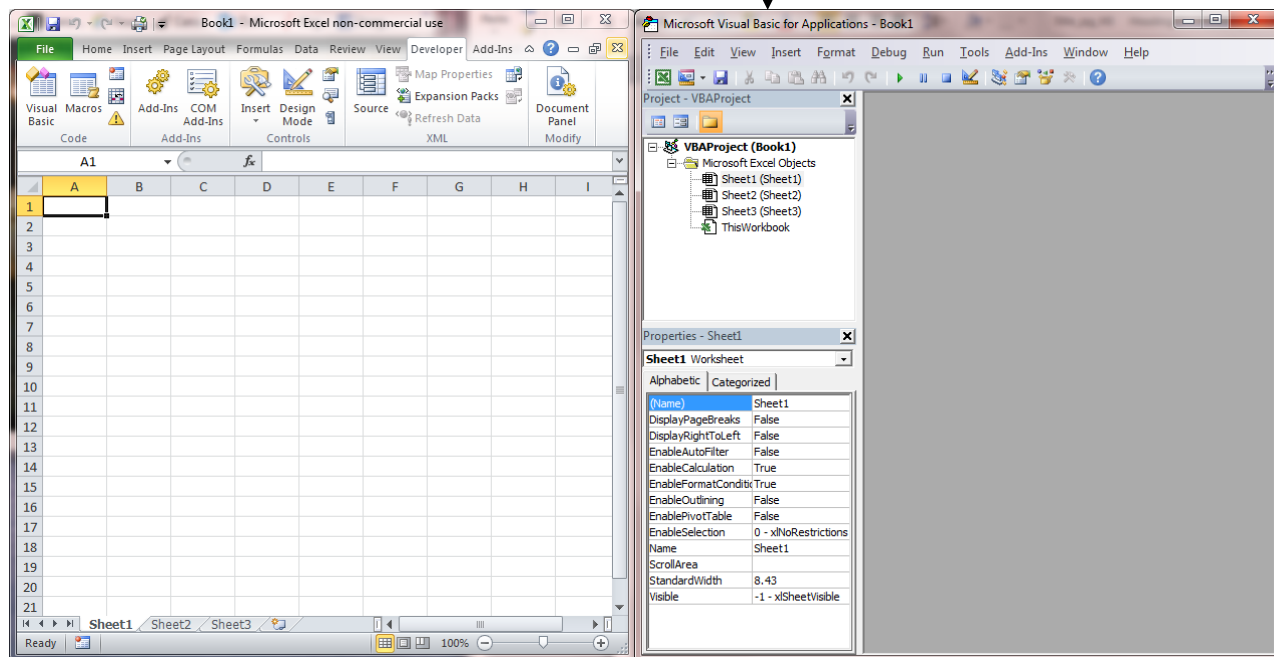 Book1 - Microsoft Excel non-commercial use
File Home Insert Page Layout Formulas Data Review View Developer Add-Ins
Visual Basic
Macros
Add-Ins
COM Add-Ins
Insert
Design Mode
Source
Map Properties
Expansion Packs
Refresh Data
Document Panel
Code Add-Ins Controls XML Modify
A1 fx
A B C D E F G H I
1
2
3
4
5
6
7
8
9
10
11
12
13
14
15
16
17
18
19
20
21
Sheet1 Sheet2 Sheet3
Ready 100%
Microsoft Visual Basic for Applications - Book1
File Edit View Insert Format Debug Run Tools Add-Ins Window Help
Project - VBAProject
VBAProject (Book1)
Microsoft Excel Objects
Sheet1 (Sheet1)
Sheet2 (Sheet2)
Sheet3 (Sheet3)
ThisWorkbook
Properties - Sheet1
Sheet1 Worksheet
Alphabetic Categorized
(Name) Sheet1
DisplayPageBreaks False
DisplayRightToLeft False
EnableAutoFilter False
EnableCalculation True
EnableFormatConditic True
EnableOutlining False
EnablePivotTable False
EnableSelection 0 - xlNoRestrictions
Name Sheet1
ScrollArea
StandardWidth 8.43
Visible -1 - xlSheetVisible